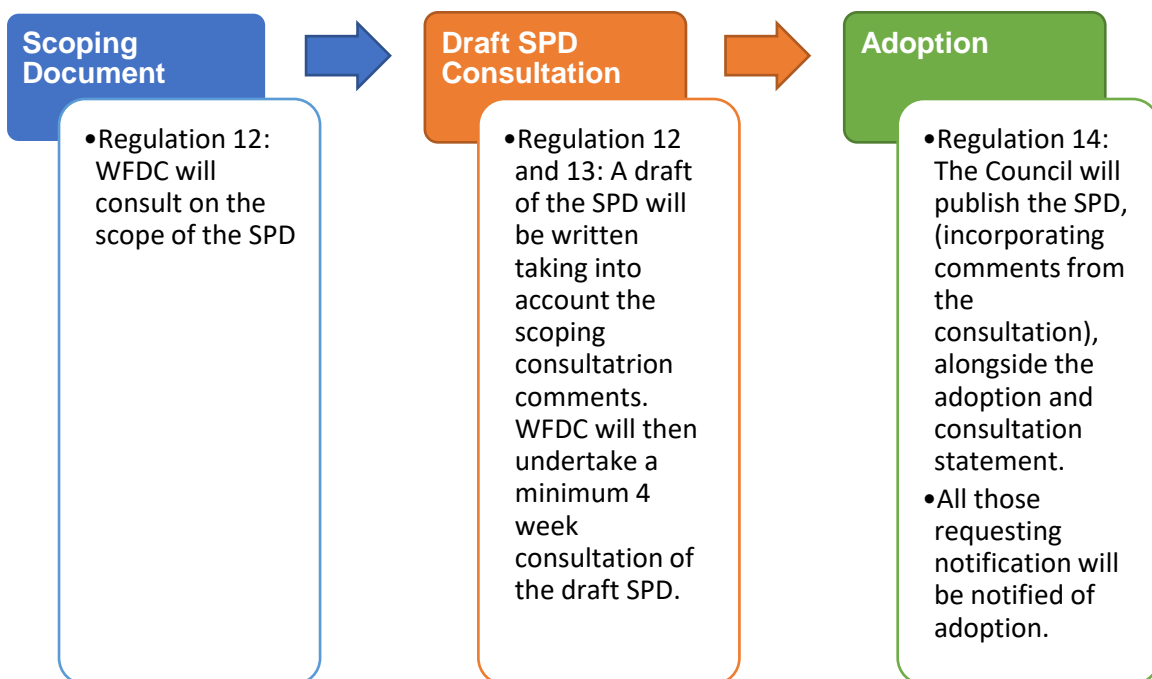 Scoping
Document
•Regulation 12:
WFDC will
consult on the
scope of the SPD
Draft SPD
Consultation
•Regulation 12
and 13: A draft
of the SPD will
be written
taking into
account the
scoping
consultatrion
comments.
WFDC will then
undertake a
minimum 4
week
consultation of
the draft SPD.
Adoption
•Regulation 14:
The Council will
publish the SPD,
(incorporating
comments from
the
consultation),
alongside the
adoption and
consultation
statement.
•All those
requesting
notification will
be notified of
adoption.